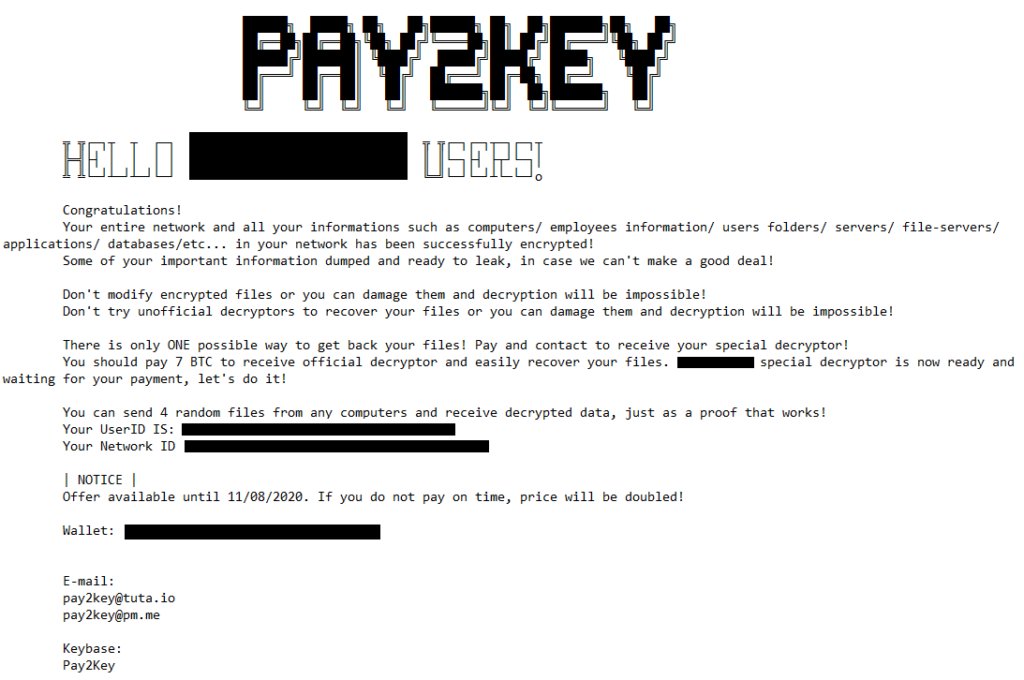 PAY2KEY
HELLO USERS!
Congratulations!
Your entire network and all your informations such as computers/ employees information/ users folders/ servers/ file-servers/
applications/ databases/etc... in your network has been successfully encrypted!
Some of your important information dumped and ready to leak, in case we can't make a good deal!
Don't modify encrypted files or you can damage them and decryption will be impossible!
Don't try unofficial decryptors to recover your files or you can damage them and decryption will be impossible!
There is only ONE possible way to get back your files! Pay and contact to receive your special decryptor!
You should pay 7 BTC to receive official decryptor and easily recover your files. special decryptor is now ready and
waiting for your payment, let's do it!
You can send 4 random files from any computers and receive decrypted data, just as a proof that works!
Your UserID IS:
Your Network ID
| NOTICE |
Offer available until 11/08/2020. If you do not pay on time, price will be doubled!
Wallet:
E-mail:
pay2key@tuta.io
pay2key@pm.me
Keybase:
Pay2Key